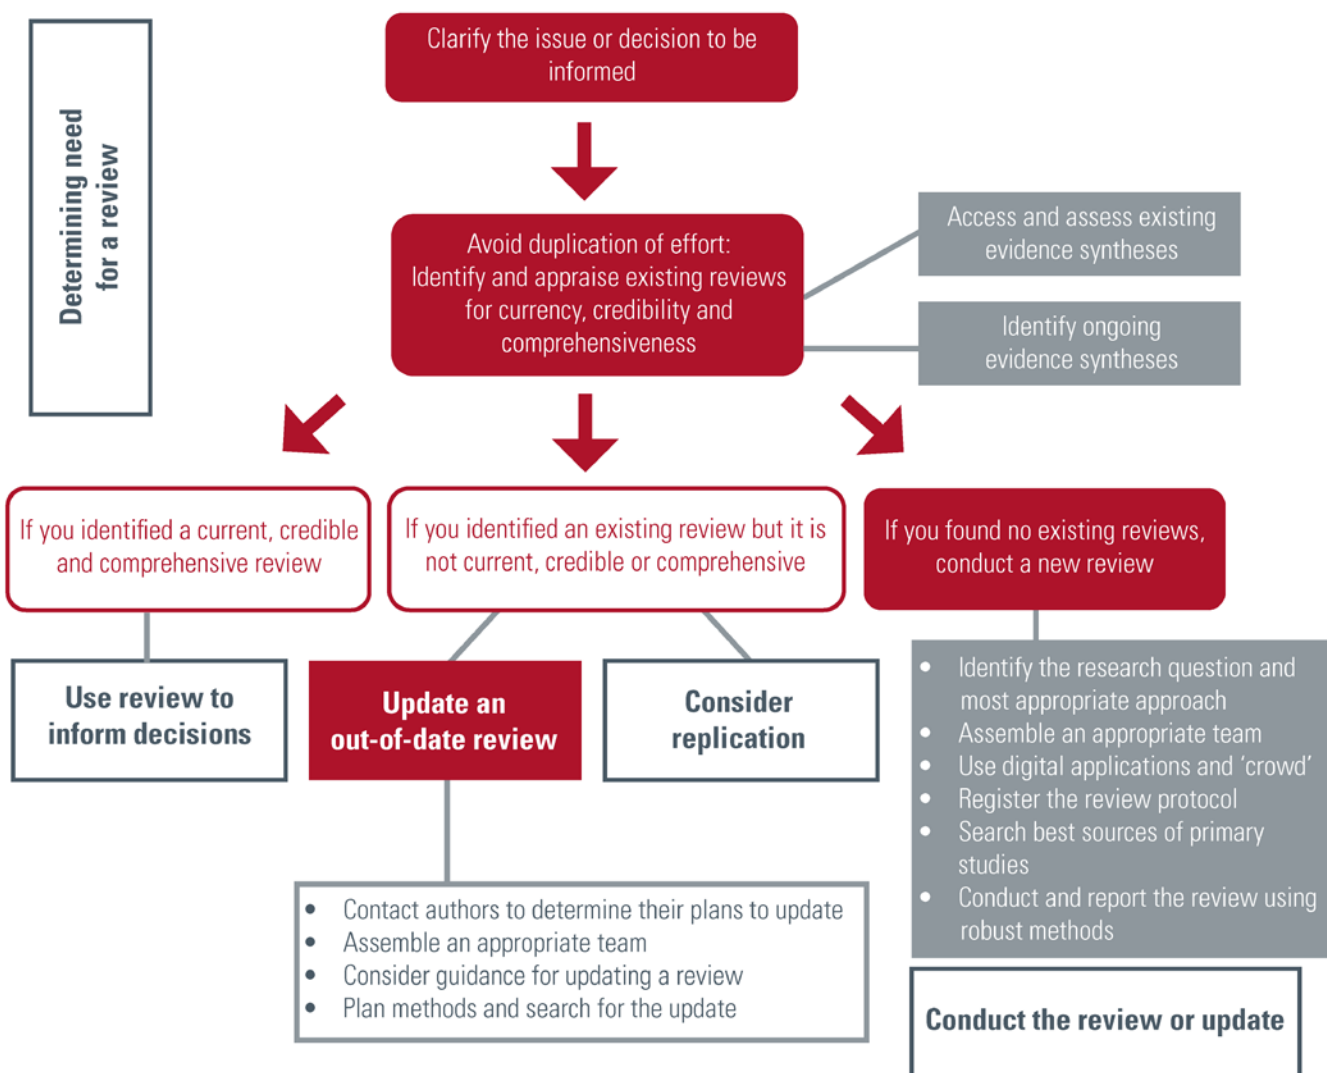 Determining need
for a review
Clarify the issue or decision to be
informed
Avoid duplication of effort:
Identify and appraise existing reviews
for currency, credibility and
comprehensiveness
Access and assess existing
evidence syntheses
Identify ongoing
evidence syntheses
If you identified a current, credible
and comprehensive review
If you identified an existing review but it is
not current, credible or comprehensive
If you found no existing reviews,
conduct a new review
Use review to
inform decisions
Update an
out-of-date review
Consider
replication
• Identify the research question and
most appropriate approach
• Assemble an appropriate team
• Use digital applications and ‘crowd’
• Register the review protocol
• Search best sources of primary
studies
• Conduct and report the review using
robust methods
• Contact authors to determine their plans to update
• Assemble an appropriate team
• Consider guidance for updating a review
• Plan methods and search for the update
Conduct the review or update